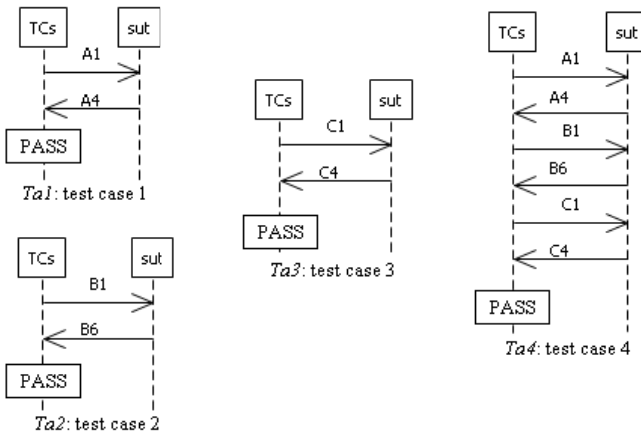 TCs sut
A1
A4
PASS
Ta1: test case 1
TCs sut
B1
B6
PASS
Ta2: test case 2
TCs sut
C1
C4
PASS
Ta3: test case 3
TCs sut
A1
A4
B1
B6
C1
C4
PASS
Ta4: test case 4